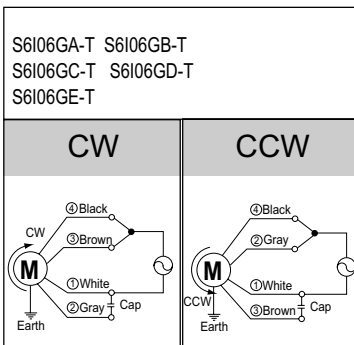 S6I06GA-T S6I06GB-T
S6I06GC-T S6I06GD-T
S6I06GE-T
CW
CCW
④Black
CW
③Brown
M
①White
②Gray
Cap
Earth
④Black
②Gray
M
①White
CCW
③Brown
Cap
Earth